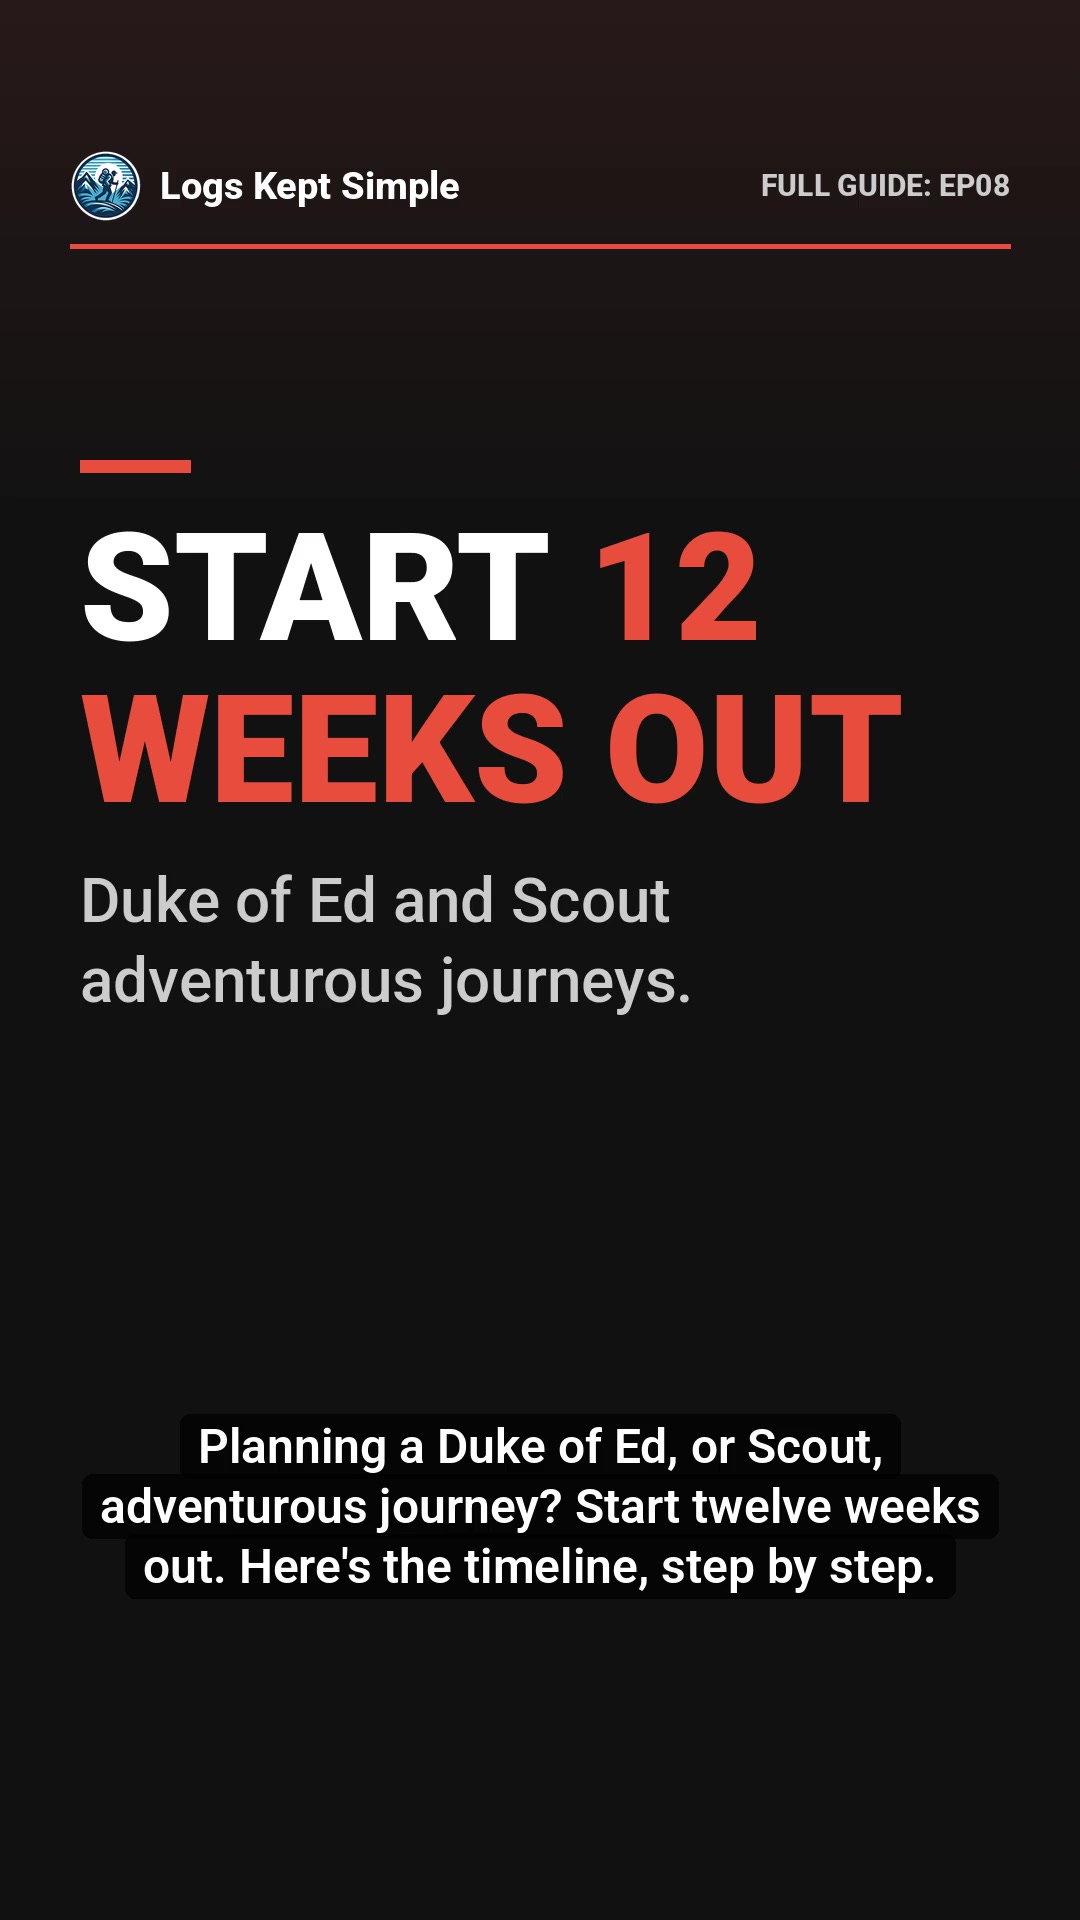 Logs Kept Simple
FULL GUIDE: EP08
START 12
WEEKS OUT
Duke of Ed and Scout
adventurous journeys.
Planning a Duke of Ed, or Scout,
adventurous journey? Start twelve weeks
out. Here's the timeline, step by step.